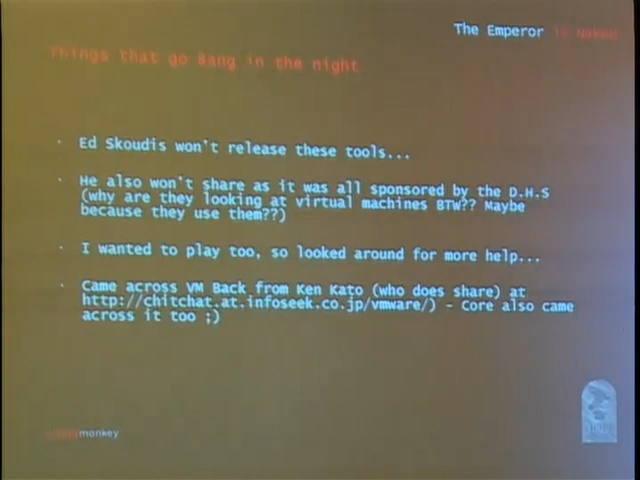 The Emperor is Naked
Things that go Bang in the night
· Ed Skoudis won't release these tools...
· He also won't share as it was all sponsored by the D.H.S
(why are they looking at virtual machines BTW?? Maybe
because they use them??)
· I wanted to play too, so looked around for more help...
· Came across VM Back from Ken Kato (who does share) at
http://chitchat.at.infoseek.co.jp/vmware/) - Core also came
across it too ;)
monkey